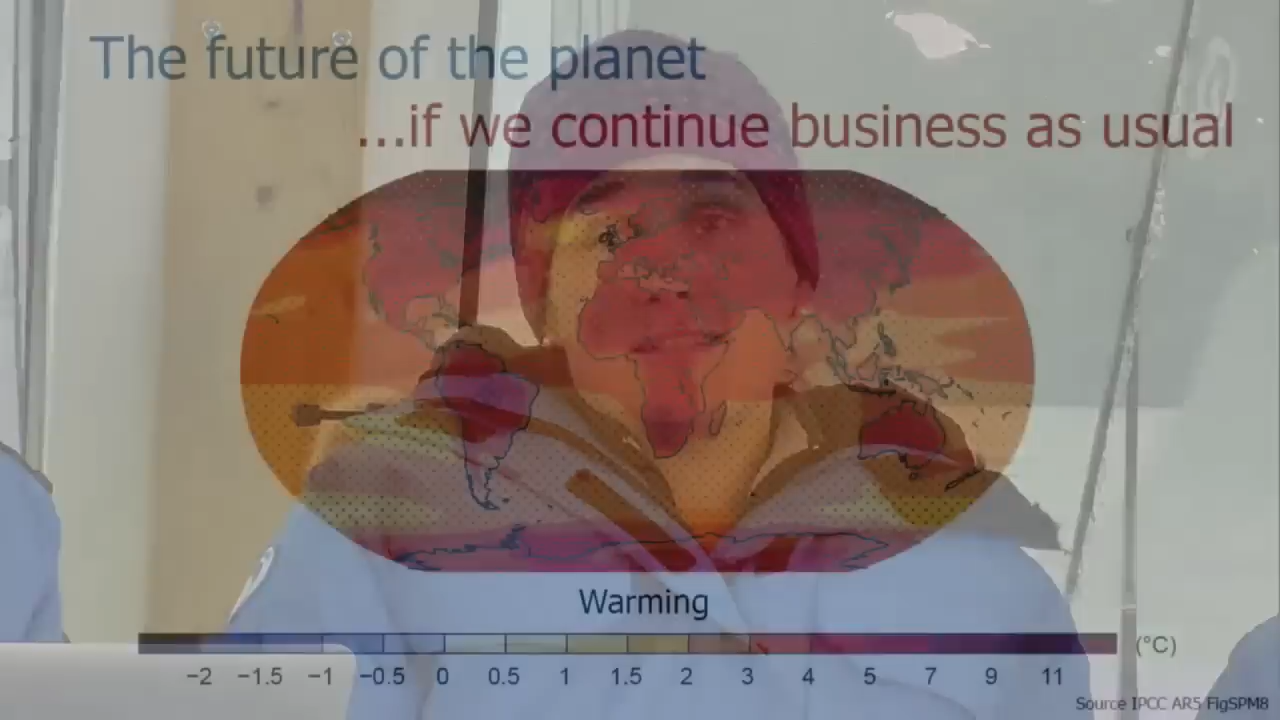 The future of the planet
...if we continue business as usual
Warming
(°C)
−2 −1.5 −1 −0.5 0 0.5 1 1.5 2 3 4 5 7 9 11
Source IPCC AR5 FigSPM8